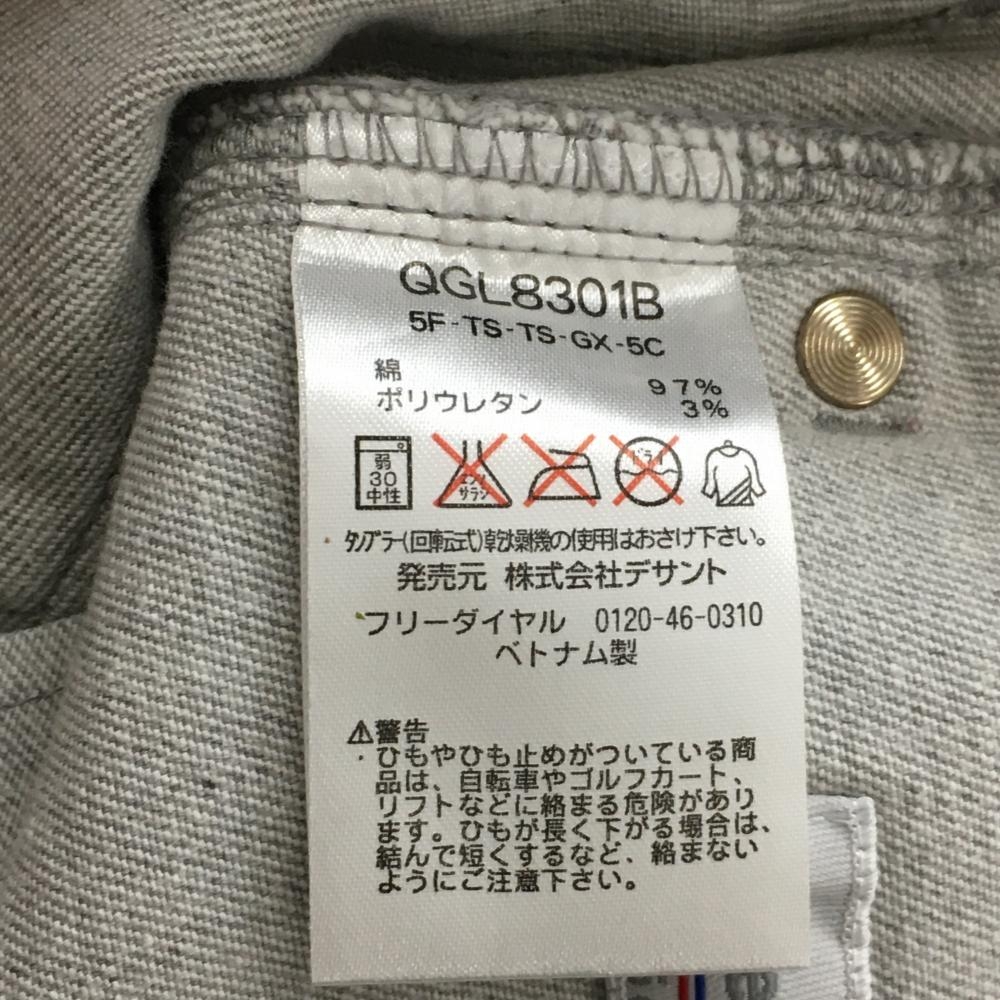 QGL8301B
5F-TS-TS-GX-5C
綿 97%
ポリウレタン 3%
弱
30
中性
エンソ
サラシ
ドライ
・タンブラー(回転式)乾燥機の使用はおさけ下さい。
発売元 株式会社デサント
フリーダイヤル 0120-46-0310
ベトナム製
⚠警告
・ひもやひも止めがついている商
品は、自転車やゴルフカート、
リフトなどに絡まる危険があり
ます。ひもが長く下がる場合は、
結んで短くするなど、絡まない
ようにご注意下さい。